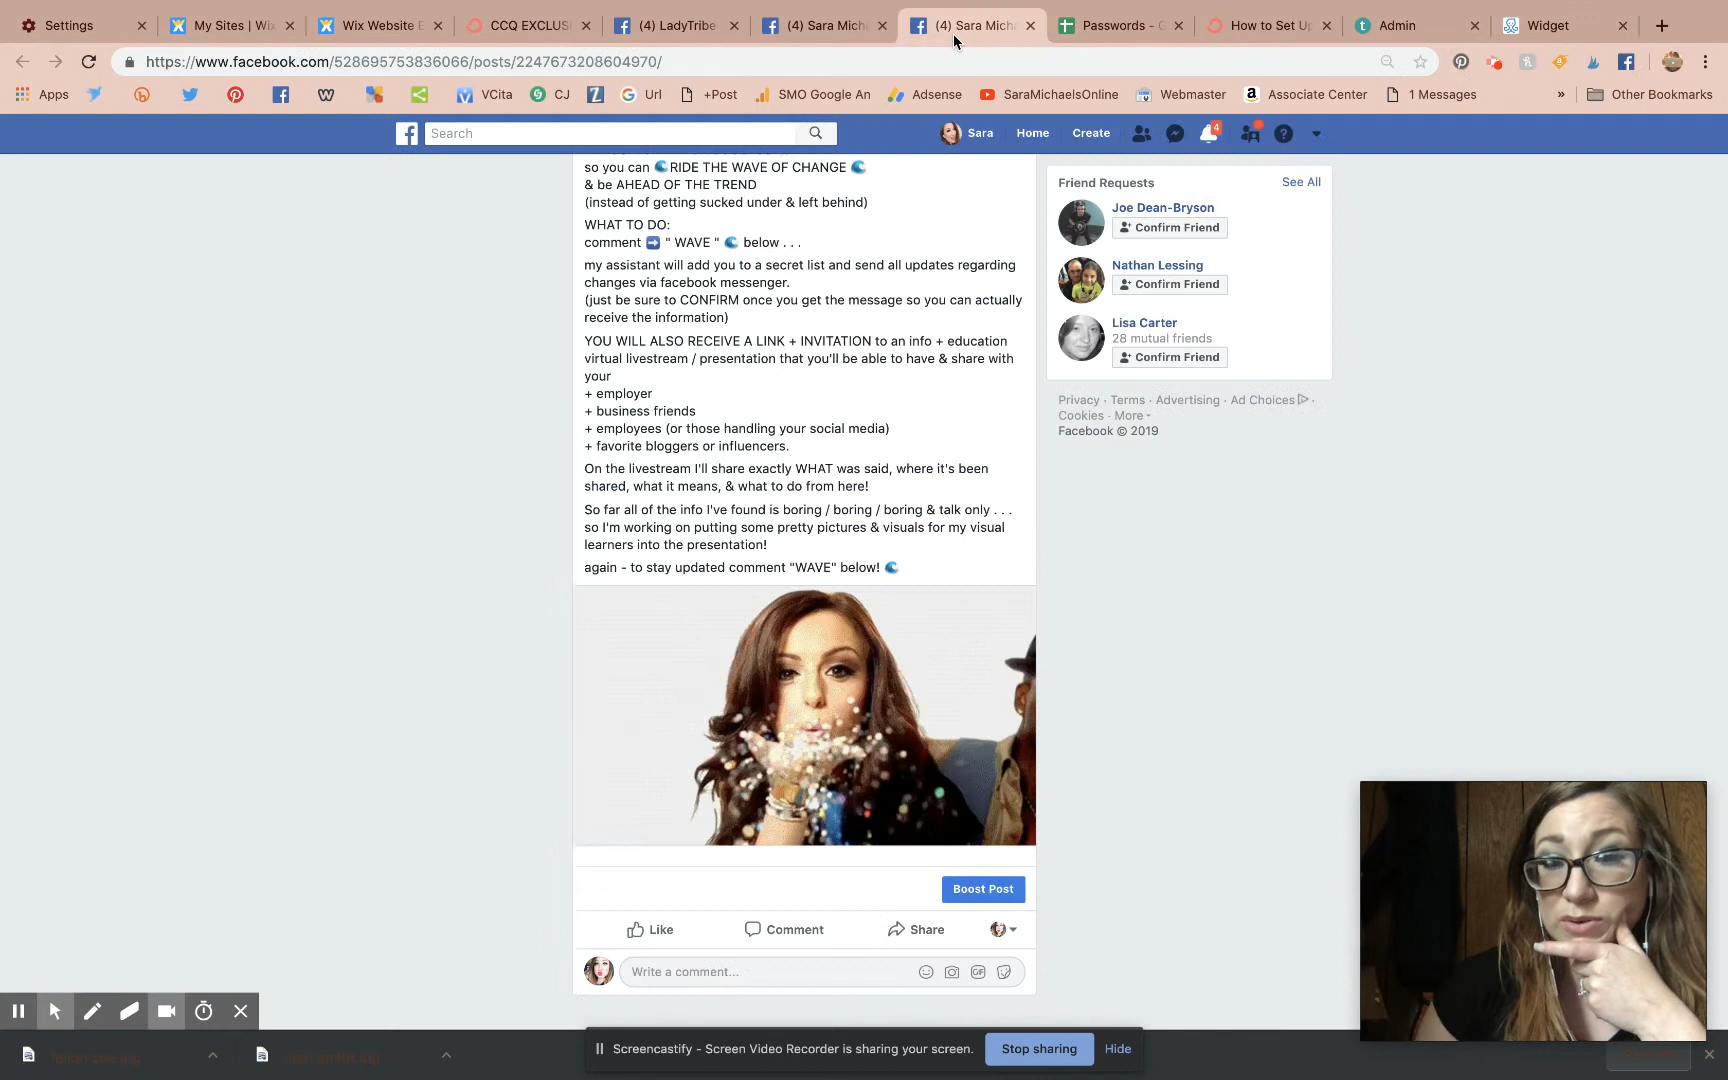 Settings
My Sites | Wix
Wix Website E
CCQ EXCLUSI
(4) LadyTribe
(4) Sara Mich
(4) Sara Mich
Passwords - G
How to Set Up
Admin
Widget
https://www.facebook.com/528695753836066/posts/2247673208604970/
Apps
VCita
CJ
Url
+Post
SMO Google An
Adsense
SaraMichaelsOnline
Webmaster
Associate Center
1 Messages
»
Other Bookmarks
Search
Sara
Home
Create
4
so you can 🌊RIDE THE WAVE OF CHANGE 🌊
& be AHEAD OF THE TREND
(instead of getting sucked under & left behind)
WHAT TO DO:
comment ➡️ " WAVE " 🌊 below . . .
my assistant will add you to a secret list and send all updates regarding
changes via facebook messenger.
(just be sure to CONFIRM once you get the message so you can actually
receive the information)
YOU WILL ALSO RECEIVE A LINK + INVITATION to an info + education
virtual livestream / presentation that you'll be able to have & share with
your
+ employer
+ business friends
+ employees (or those handling your social media)
+ favorite bloggers or influencers.
On the livestream I'll share exactly WHAT was said, where it's been
shared, what it means, & what to do from here!
So far all of the info I've found is boring / boring / boring & talk only . . .
so I'm working on putting some pretty pictures & visuals for my visual
learners into the presentation!
again - to stay updated comment "WAVE" below! 🌊
Boost Post
Like
Comment
Share
Write a comment...
GIF
Friend Requests
See All
Joe Dean-Bryson
Confirm Friend
Nathan Lessing
Confirm Friend
Lisa Carter
28 mutual friends
Confirm Friend
Privacy · Terms · Advertising · Ad Choices ·
Cookies · More
Facebook © 2019
Screencastify - Screen Video Recorder is sharing your screen.
Stop sharing
Hide